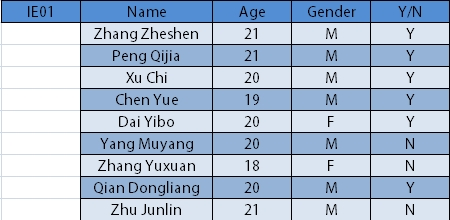 IE01 Name Age Gender Y/N
Zhang Zheshen 21 M Y
Peng Qijia 21 M Y
Xu Chi 20 M Y
Chen Yue 19 M Y
Dai Yibo 20 F Y
Yang Muyang 20 M N
Zhang Yuxuan 18 F N
Qian Dongliang 20 M Y
Zhu Junlin 21 M N